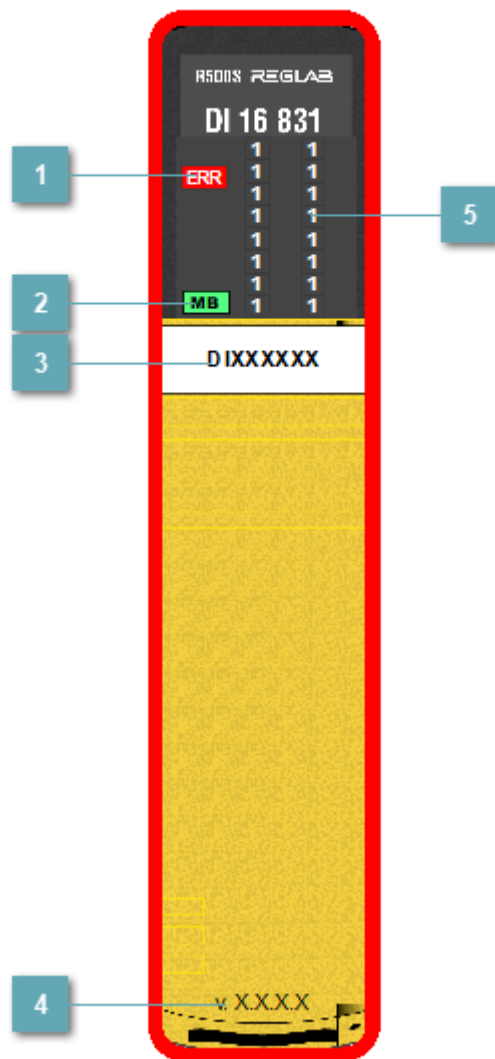 R500S REGLAB
DI 16 831
1 1
1 1 1
ERR
1 1
1 1 5
1 1
1 1
1 1
2 MB 1 1
3 DIXXXXXX
4 v. X.X.X.X